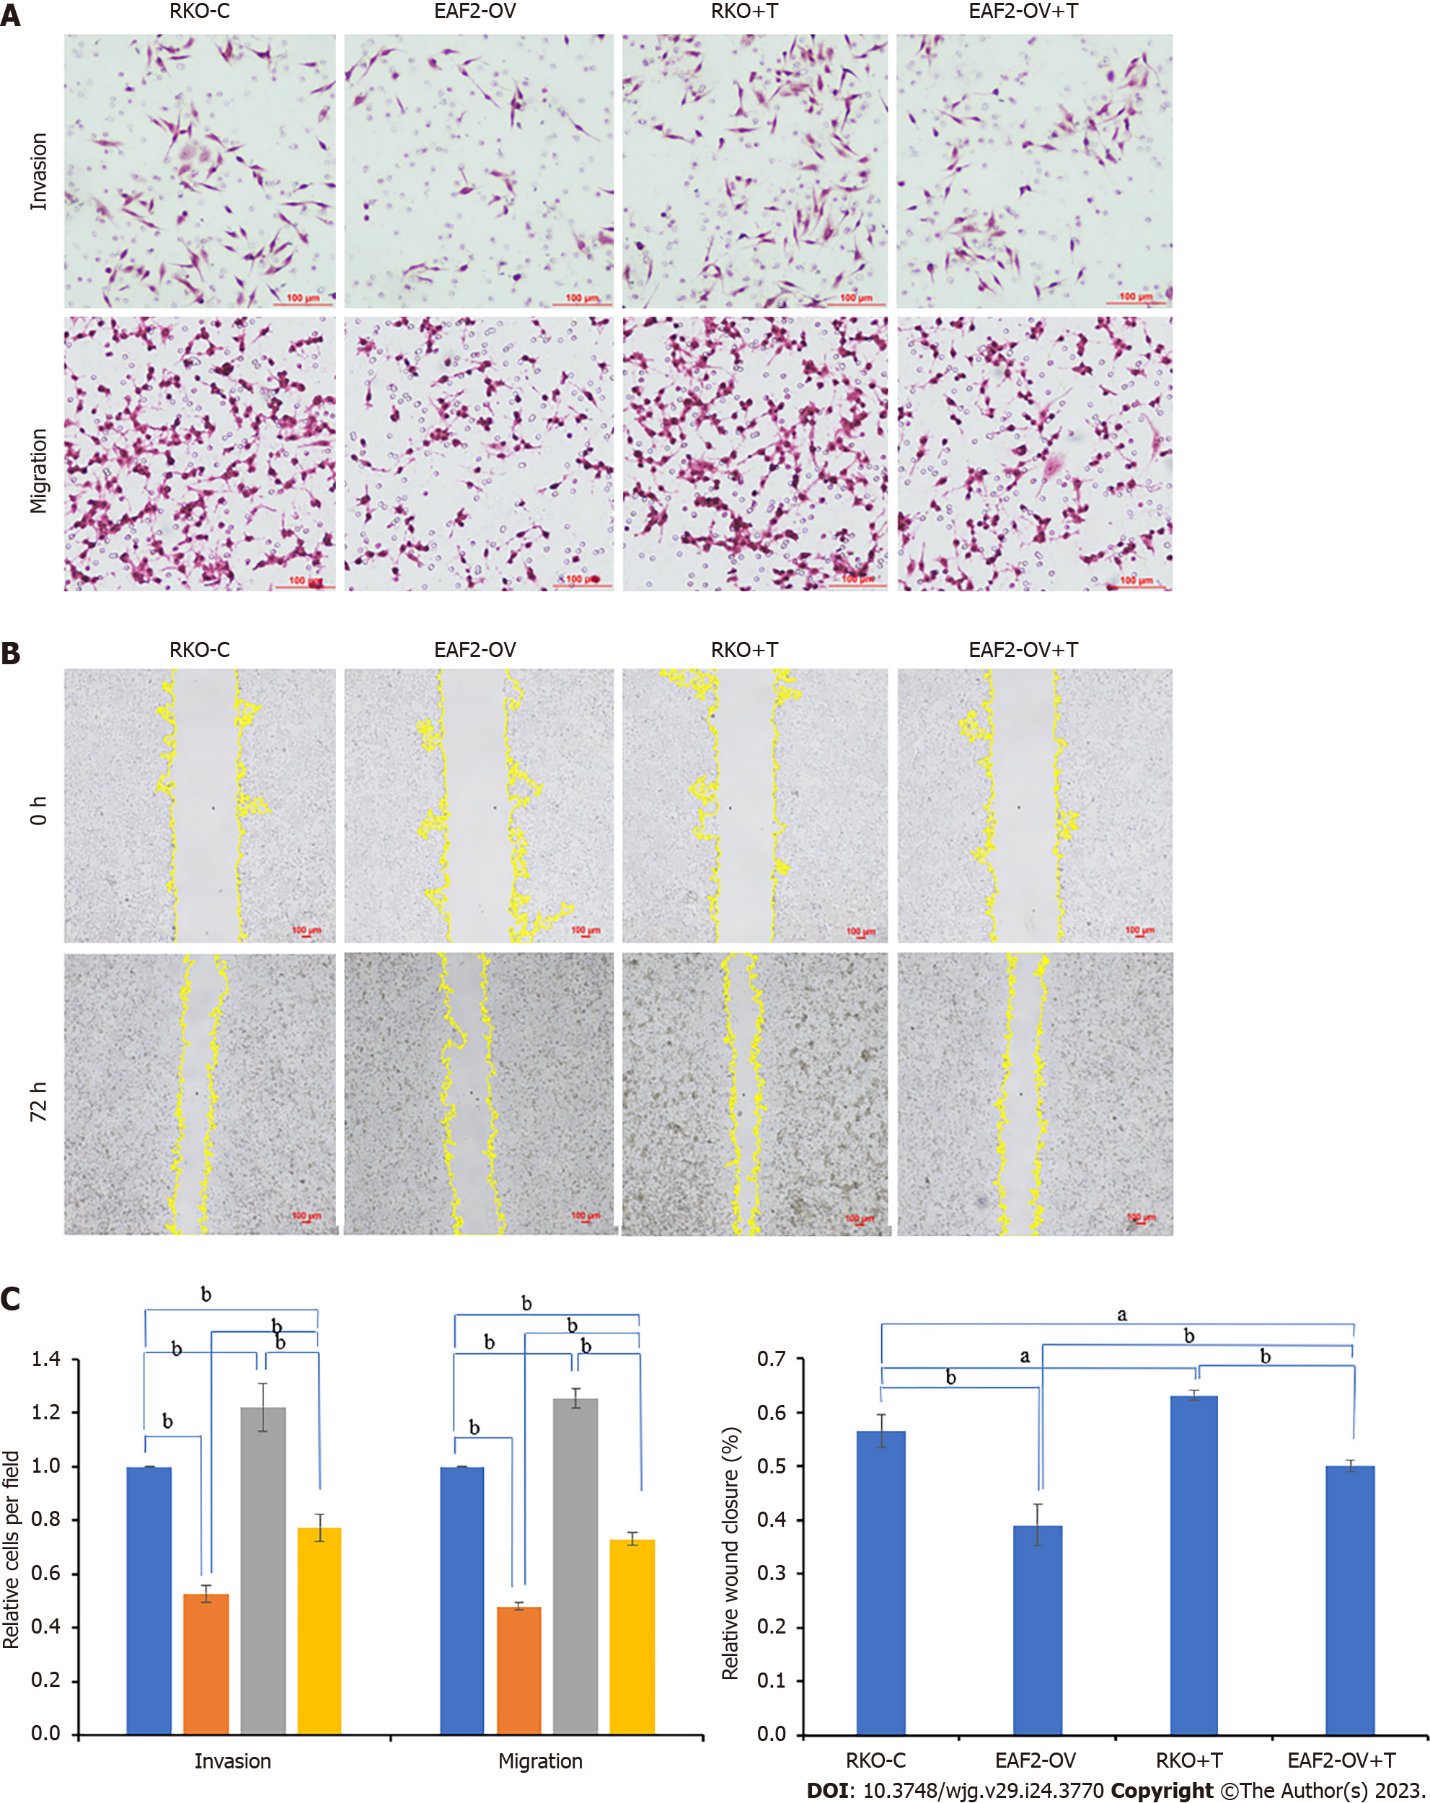 A
RKO-C EAF2-OV RKO+T EAF2-OV+T
Invasion
100 µm 100 µm 100 µm 100 µm
Migration
100 µm 100 µm 100 µm 100 µm
B
RKO-C EAF2-OV RKO+T EAF2-OV+T
0 h
100 µm 100 µm 100 µm 100 µm
72 h
100 µm 100 µm 100 µm 100 µm
C
Relative cells per field
1.4
1.2
1.0
0.8
0.6
0.4
0.2
0.0
b
b
b
b
b
b
b
b
b
b
Invasion Migration
Relative wound closure (%)
0.7
0.6
0.5
0.4
0.3
0.2
0.1
0.0
a
b
a
b
b
RKO-C EAF2-OV RKO+T EAF2-OV+T
DOI: 10.3748/wjg.v29.i24.3770 Copyright ©The Author(s) 2023.